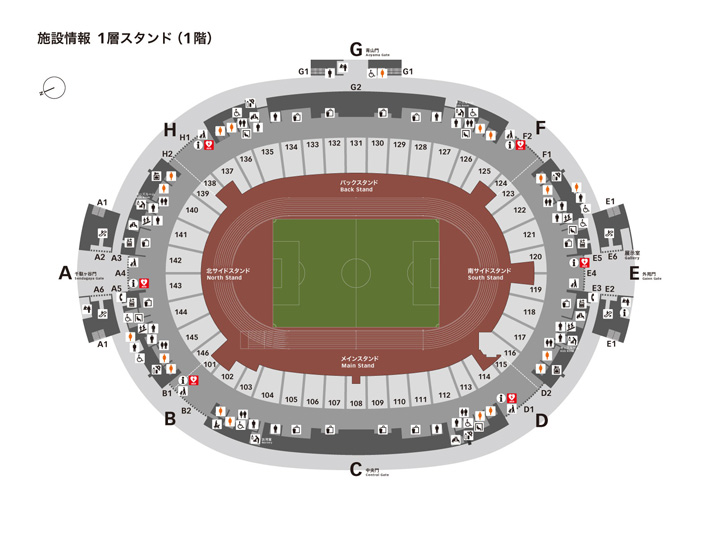 施設情報 1層スタンド（1階）
G 青山門
Aoyama Gate
G1 G1
G2
H F
H1 F2
H2 F1
136 135 134 133 132 131 130 129 128 127 126
137 125
138 124
139 123
140 122
141 121
142 120
143 119
144 118
145 117
146 116
101 115
102 103 104 105 106 107 108 109 110 111 112 113 114
バックスタンド
Back Stand
北サイドスタンド
North Stand
南サイドスタンド
South Stand
メインスタンド
Main Stand
A1 E1
A2 A3 E5 E6
展示室
Gallery
A 千駄ヶ谷門
Sendagaya Gate
A4 E4
E 外苑門
Gaien Gate
A6 A5 E3 E2
A1 E1
B1 D2
B2 D1
B D
C 中央門
Central Gate